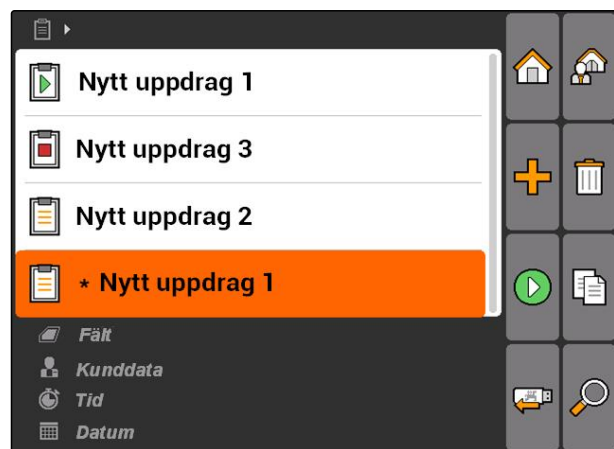 Nytt uppdrag 1
Nytt uppdrag 3
Nytt uppdrag 2
* Nytt uppdrag 1
Fält
Kunddata
Tid
Datum